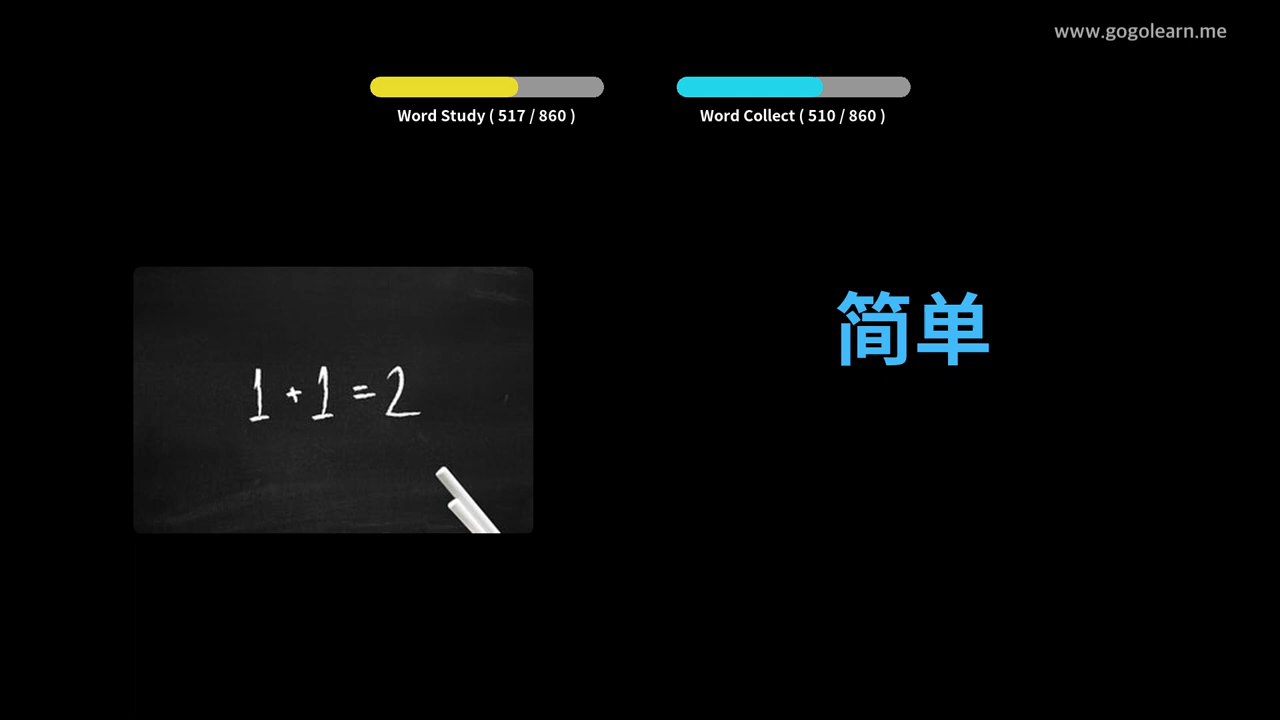 www.gogolearn.me
Word Study ( 517 / 860 )
Word Collect ( 510 / 860 )
1 + 1 = 2
简单